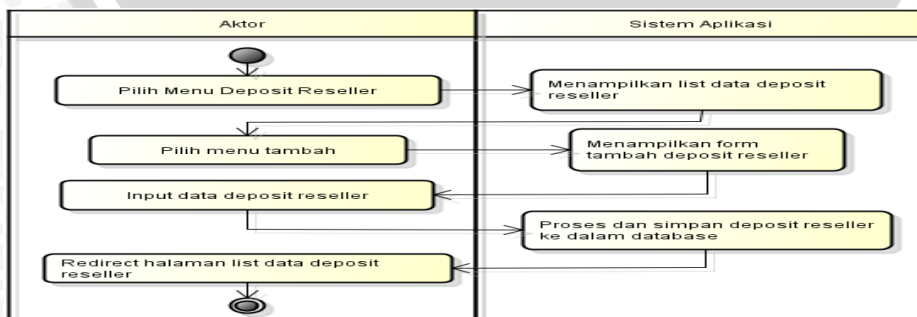 Aktor
Sistem Aplikasi
Pilih Menu Deposit Reseller
Menampilkan list data deposit
reseller
Pilih menu tambah
Menampilkan form
tambah deposit reseller
Input data deposit reseller
Proses dan simpan deposit reseller
ke dalam database
Redirect halaman list data deposit
reseller